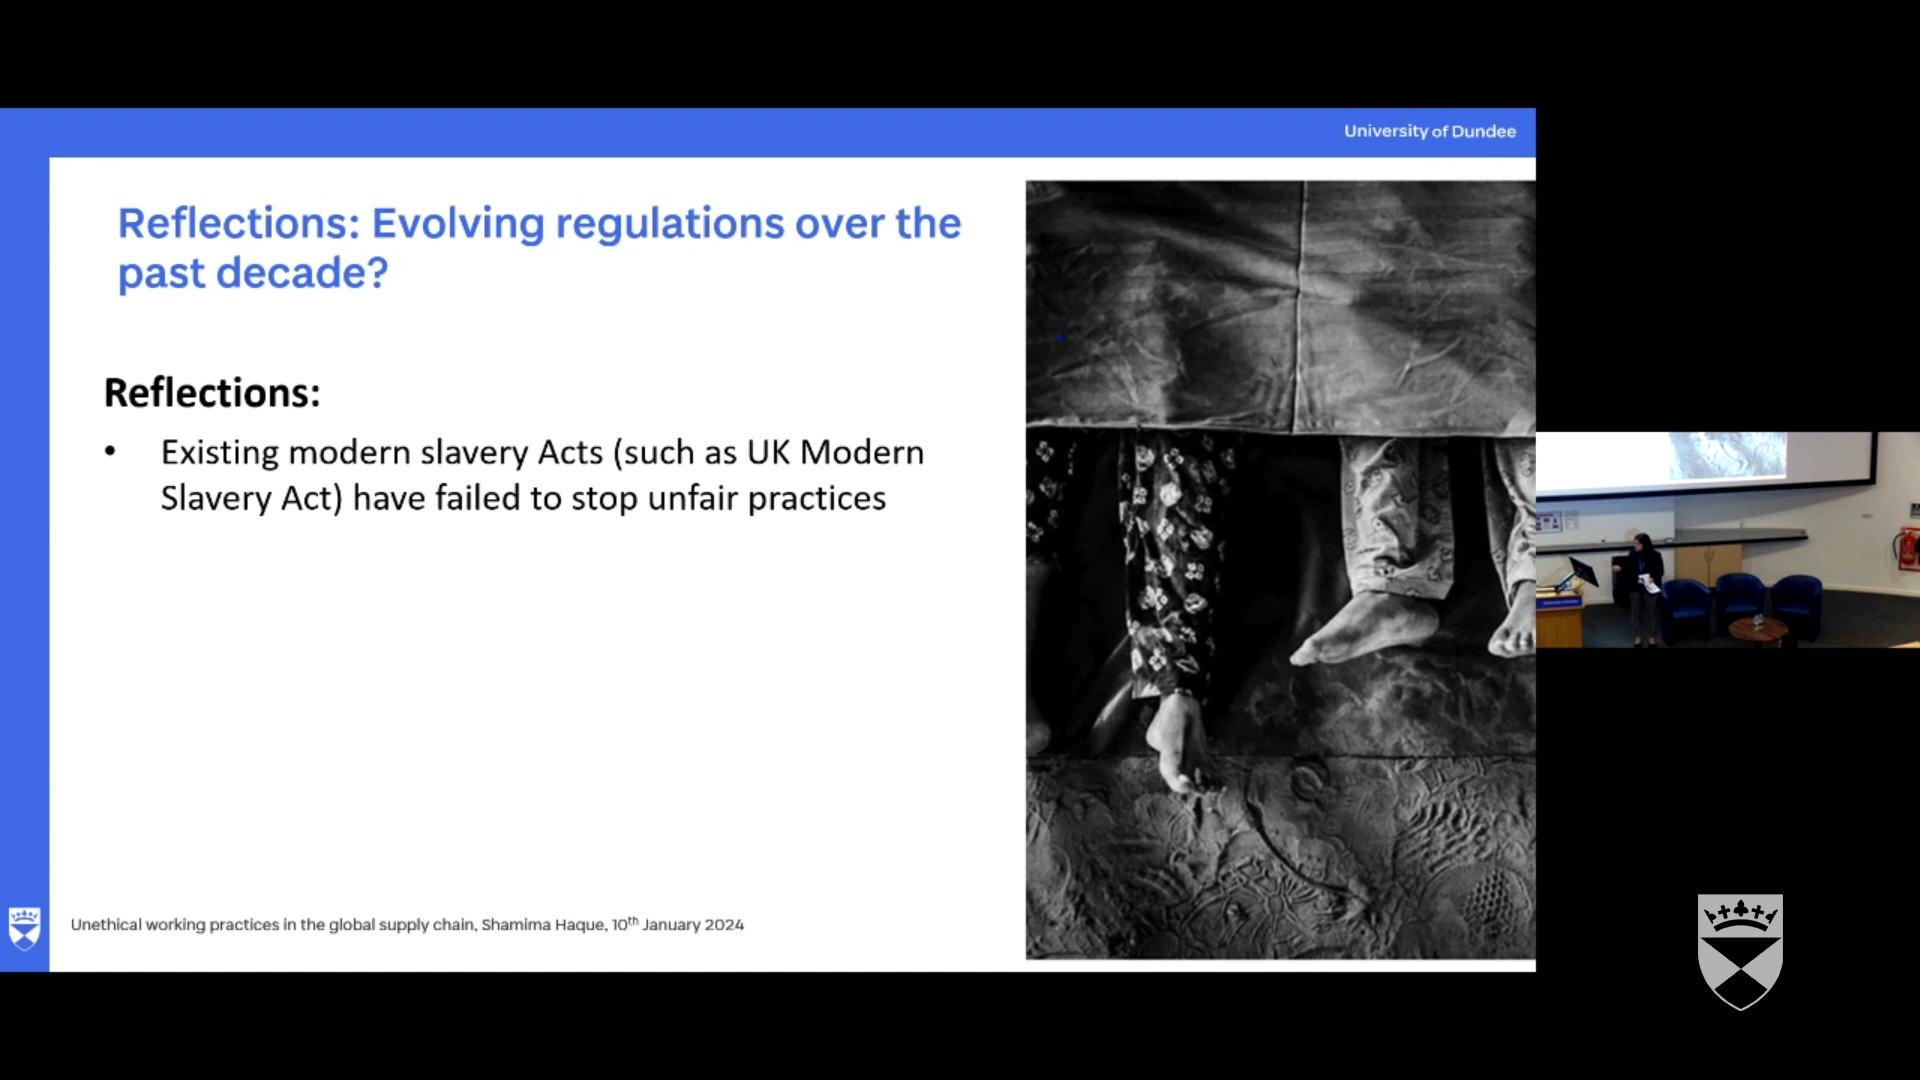 University of Dundee
Reflections: Evolving regulations over the
past decade?
Reflections:
• Existing modern slavery Acts (such as UK Modern
Slavery Act) have failed to stop unfair practices
Unethical working practices in the global supply chain, Shamima Haque, 10th January 2024